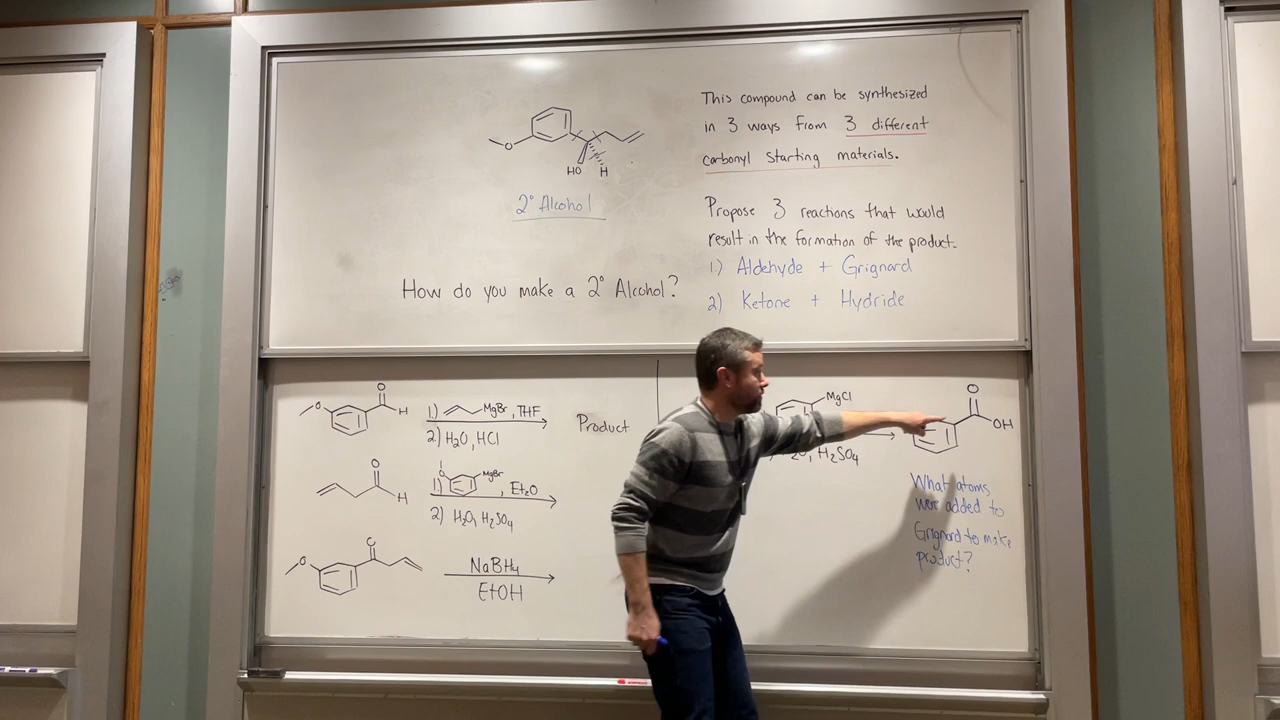 This compound can be synthesized
in 3 ways from 3 different
carbonyl starting materials.
O
HO
H
2° Alcohol
Propose 3 reactions that would
result in the formation of the product.
1.) Aldehyde + Grignard
2) Ketone + Hydride
How do you make a 2° Alcohol?
O
O
H
1) MgBr, THF
2) H2O, HCl
Product
O
H
1) O MgBr, Et2O
2) H2O, H2SO4
O
NaBH4
EtOH
MgCl
H2SO4
O
OH
What atoms
were added to
Grignard to make
product?